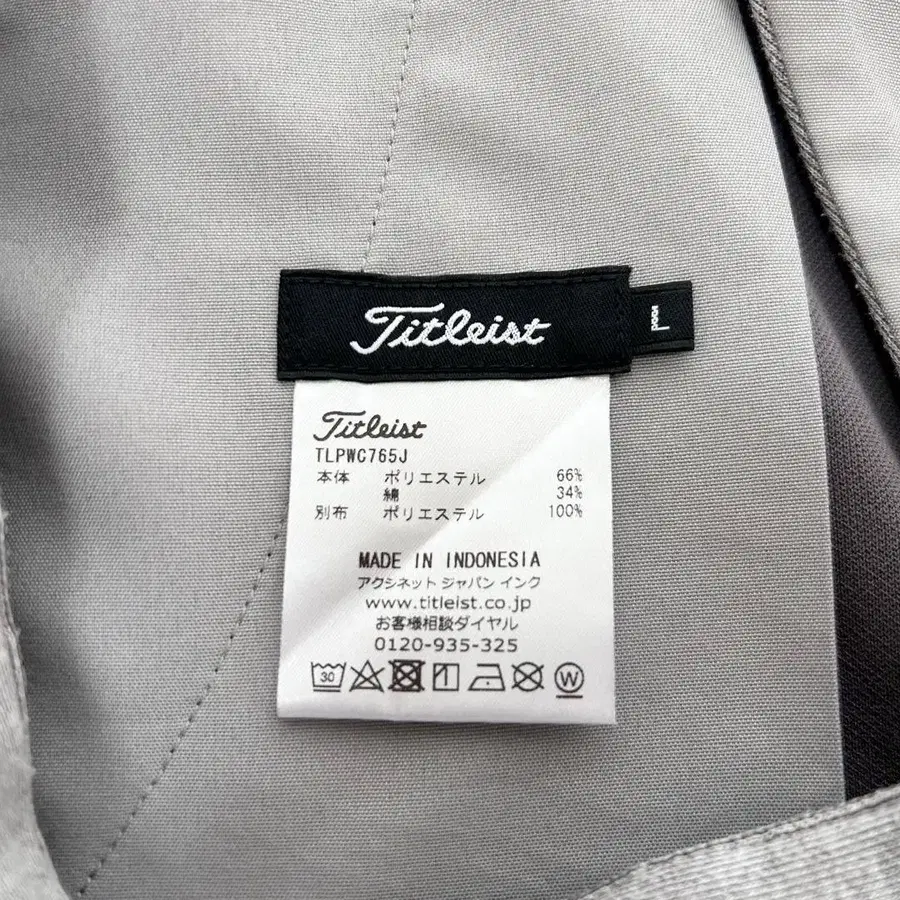 Titleist
L
Titleist
TLPWC765J
本体 ポリエステル 66%
綿 34%
別布 ポリエステル 100%
MADE IN INDONESIA
アクシネット ジャパン インク
www.titleist.co.jp
お客様相談ダイヤル
0120-935-325
30 W